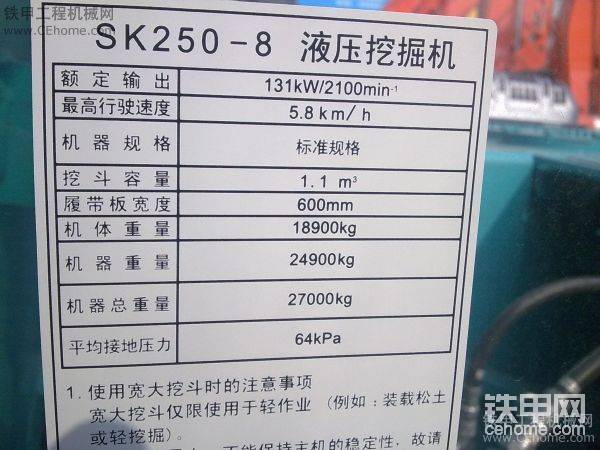 铁甲工程机械网
www.CEhome.com
SK250-8 液压挖掘机
额定输出 131kW/2100min-1
最高行驶速度 5.8km/h
机器规格 标准规格
挖斗容量 1.1 m³
履带板宽度 600mm
机体重量 18900kg
机器重量 24900kg
机器总重量 27000kg
平均接地压力 64kPa
1. 使用宽大挖斗时的注意事项
宽大挖斗仅限使用于轻作业 (例如:装载松土
或轻挖掘)。
不能保持主机的稳定性,故请
铁甲网
cehome.com